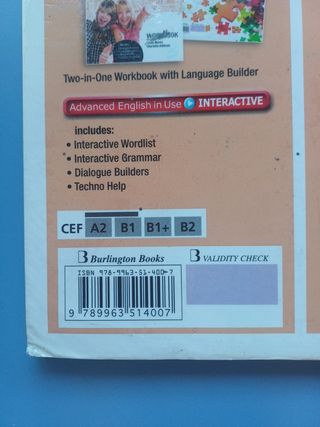 WORKBOOK
Two-in-One Workbook with Language Builder
Advanced English in Use INTERACTIVE
includes:
• Interactive Wordlist
• Interactive Grammar
• Dialogue Builders
• Techno Help
CEF A2 B1 B1+ B2
B Burlington Books
B VALIDITY CHECK
ISBN 978-9963-51-400-7
9 789963 514007